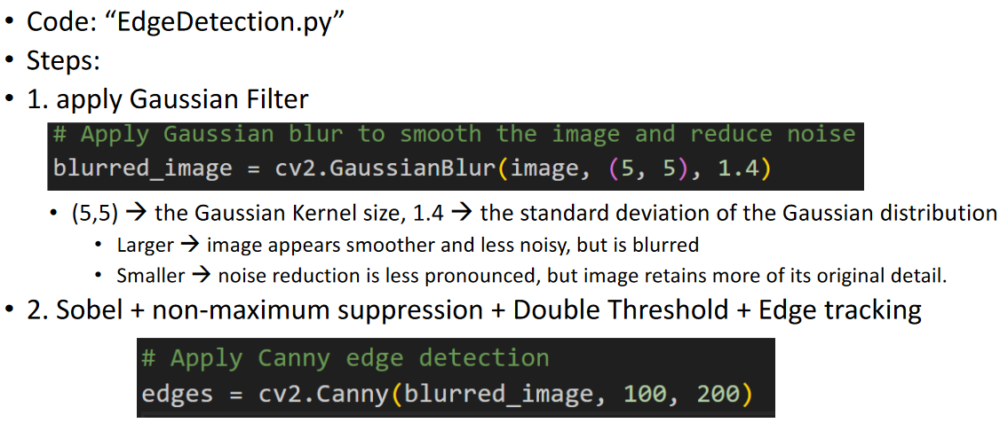 • Code: “EdgeDetection.py”
• Steps:
• 1. apply Gaussian Filter
# Apply Gaussian blur to smooth the image and reduce noise
blurred_image = cv2.GaussianBlur(image, (5, 5), 1.4)
• (5,5) → the Gaussian Kernel size, 1.4 → the standard deviation of the Gaussian distribution
• Larger → image appears smoother and less noisy, but is blurred
• Smaller → noise reduction is less pronounced, but image retains more of its original detail.
• 2. Sobel + non-maximum suppression + Double Threshold + Edge tracking
# Apply Canny edge detection
edges = cv2.Canny(blurred_image, 100, 200)